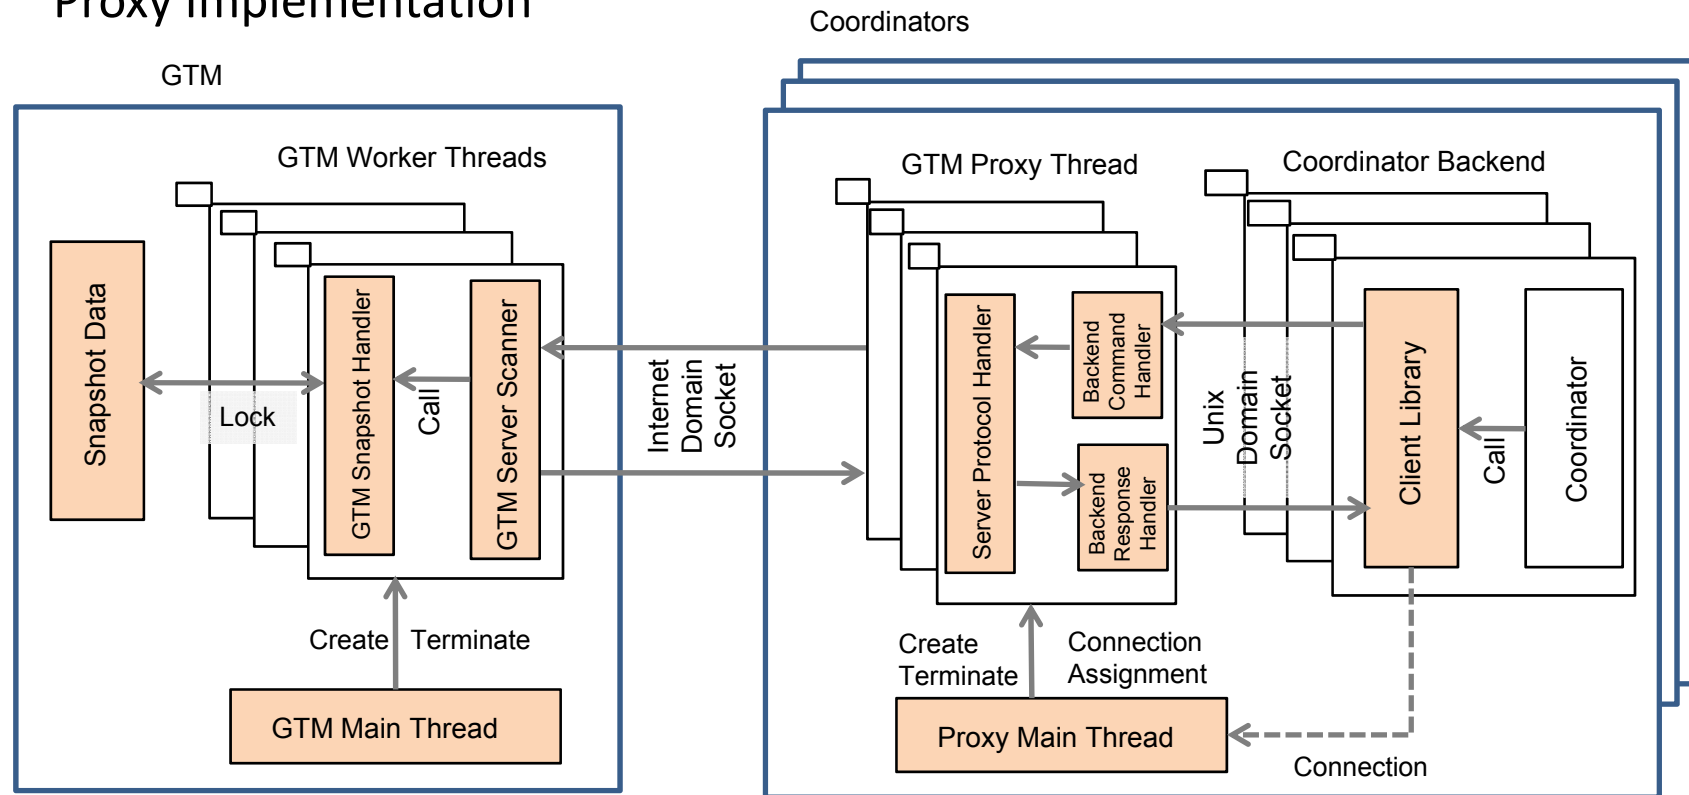 Proxy Implementation
Coordinators
GTM
GTM Worker Threads
GTM Proxy Thread
Coordinator Backend
Snapshot Data
Lock
GTM Snapshot Handler
Call
GTM Server Scanner
Internet
Domain
Socket
Server Protocol Handler
Backend
Command
Handler
Backend
Response
Handler
Unix
Domain
Socket
Client Library
Call
Coordinator
Create
Terminate
GTM Main Thread
Create
Terminate
Connection
Assignment
Proxy Main Thread
Connection